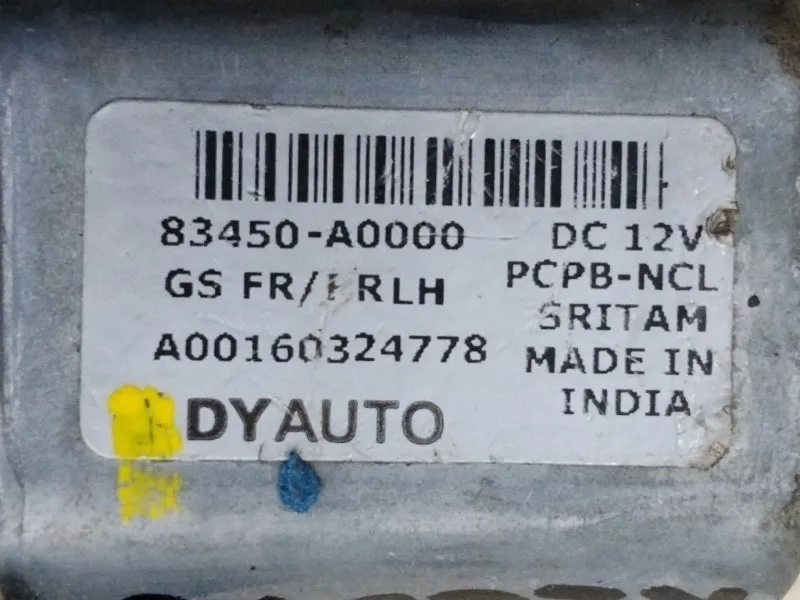 83450-A0000
GS FR/ RLH
A00160324778
DYAUTO
DC 12V
PCPB-NCL
SRITAM
MADE IN
INDIA